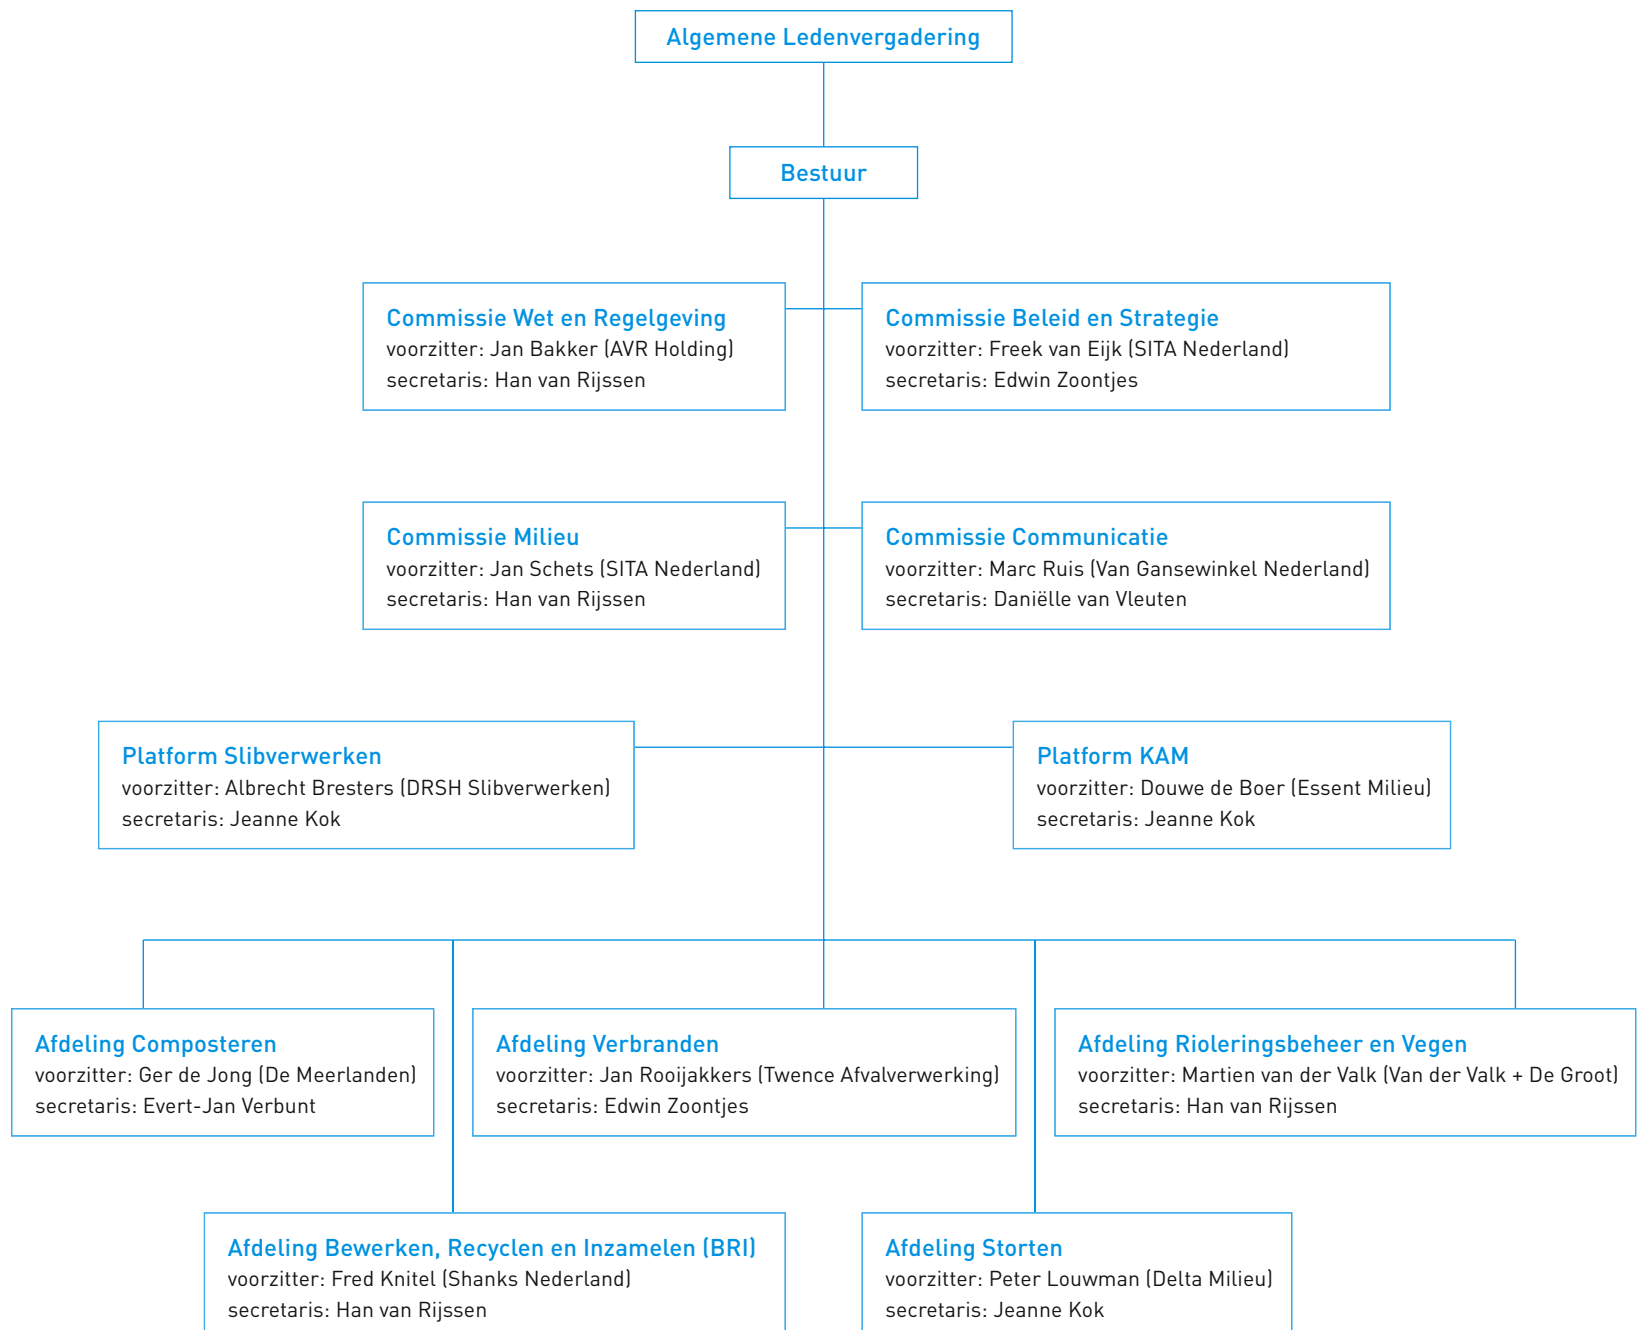 Algemene Ledenvergadering
Bestuur
Commissie Wet en Regelgeving
voorzitter: Jan Bakker (AVR Holding)
secretaris: Han van Rijssen
Commissie Beleid en Strategie
voorzitter: Freek van Eijk (SITA Nederland)
secretaris: Edwin Zoontjes
Commissie Milieu
voorzitter: Jan Schets (SITA Nederland)
secretaris: Han van Rijssen
Commissie Communicatie
voorzitter: Marc Ruis (Van Gansewinkel Nederland)
secretaris: Daniëlle van Vleuten
Platform Slibverwerken
voorzitter: Albrecht Bresters (DRSH Slibverwerken)
secretaris: Jeanne Kok
Platform KAM
voorzitter: Douwe de Boer (Essent Milieu)
secretaris: Jeanne Kok
Afdeling Composteren
voorzitter: Ger de Jong (De Meerlanden)
secretaris: Evert-Jan Verbunt
Afdeling Verbranden
voorzitter: Jan Rooijakkers (Twence Afvalverwerking)
secretaris: Edwin Zoontjes
Afdeling Rioleringsbeheer en Vegen
voorzitter: Martien van der Valk (Van der Valk + De Groot)
secretaris: Han van Rijssen
Afdeling Bewerken, Recyclen en Inzamelen (BRI)
voorzitter: Fred Knitel (Shanks Nederland)
secretaris: Han van Rijssen
Afdeling Storten
voorzitter: Peter Louwman (Delta Milieu)
secretaris: Jeanne Kok